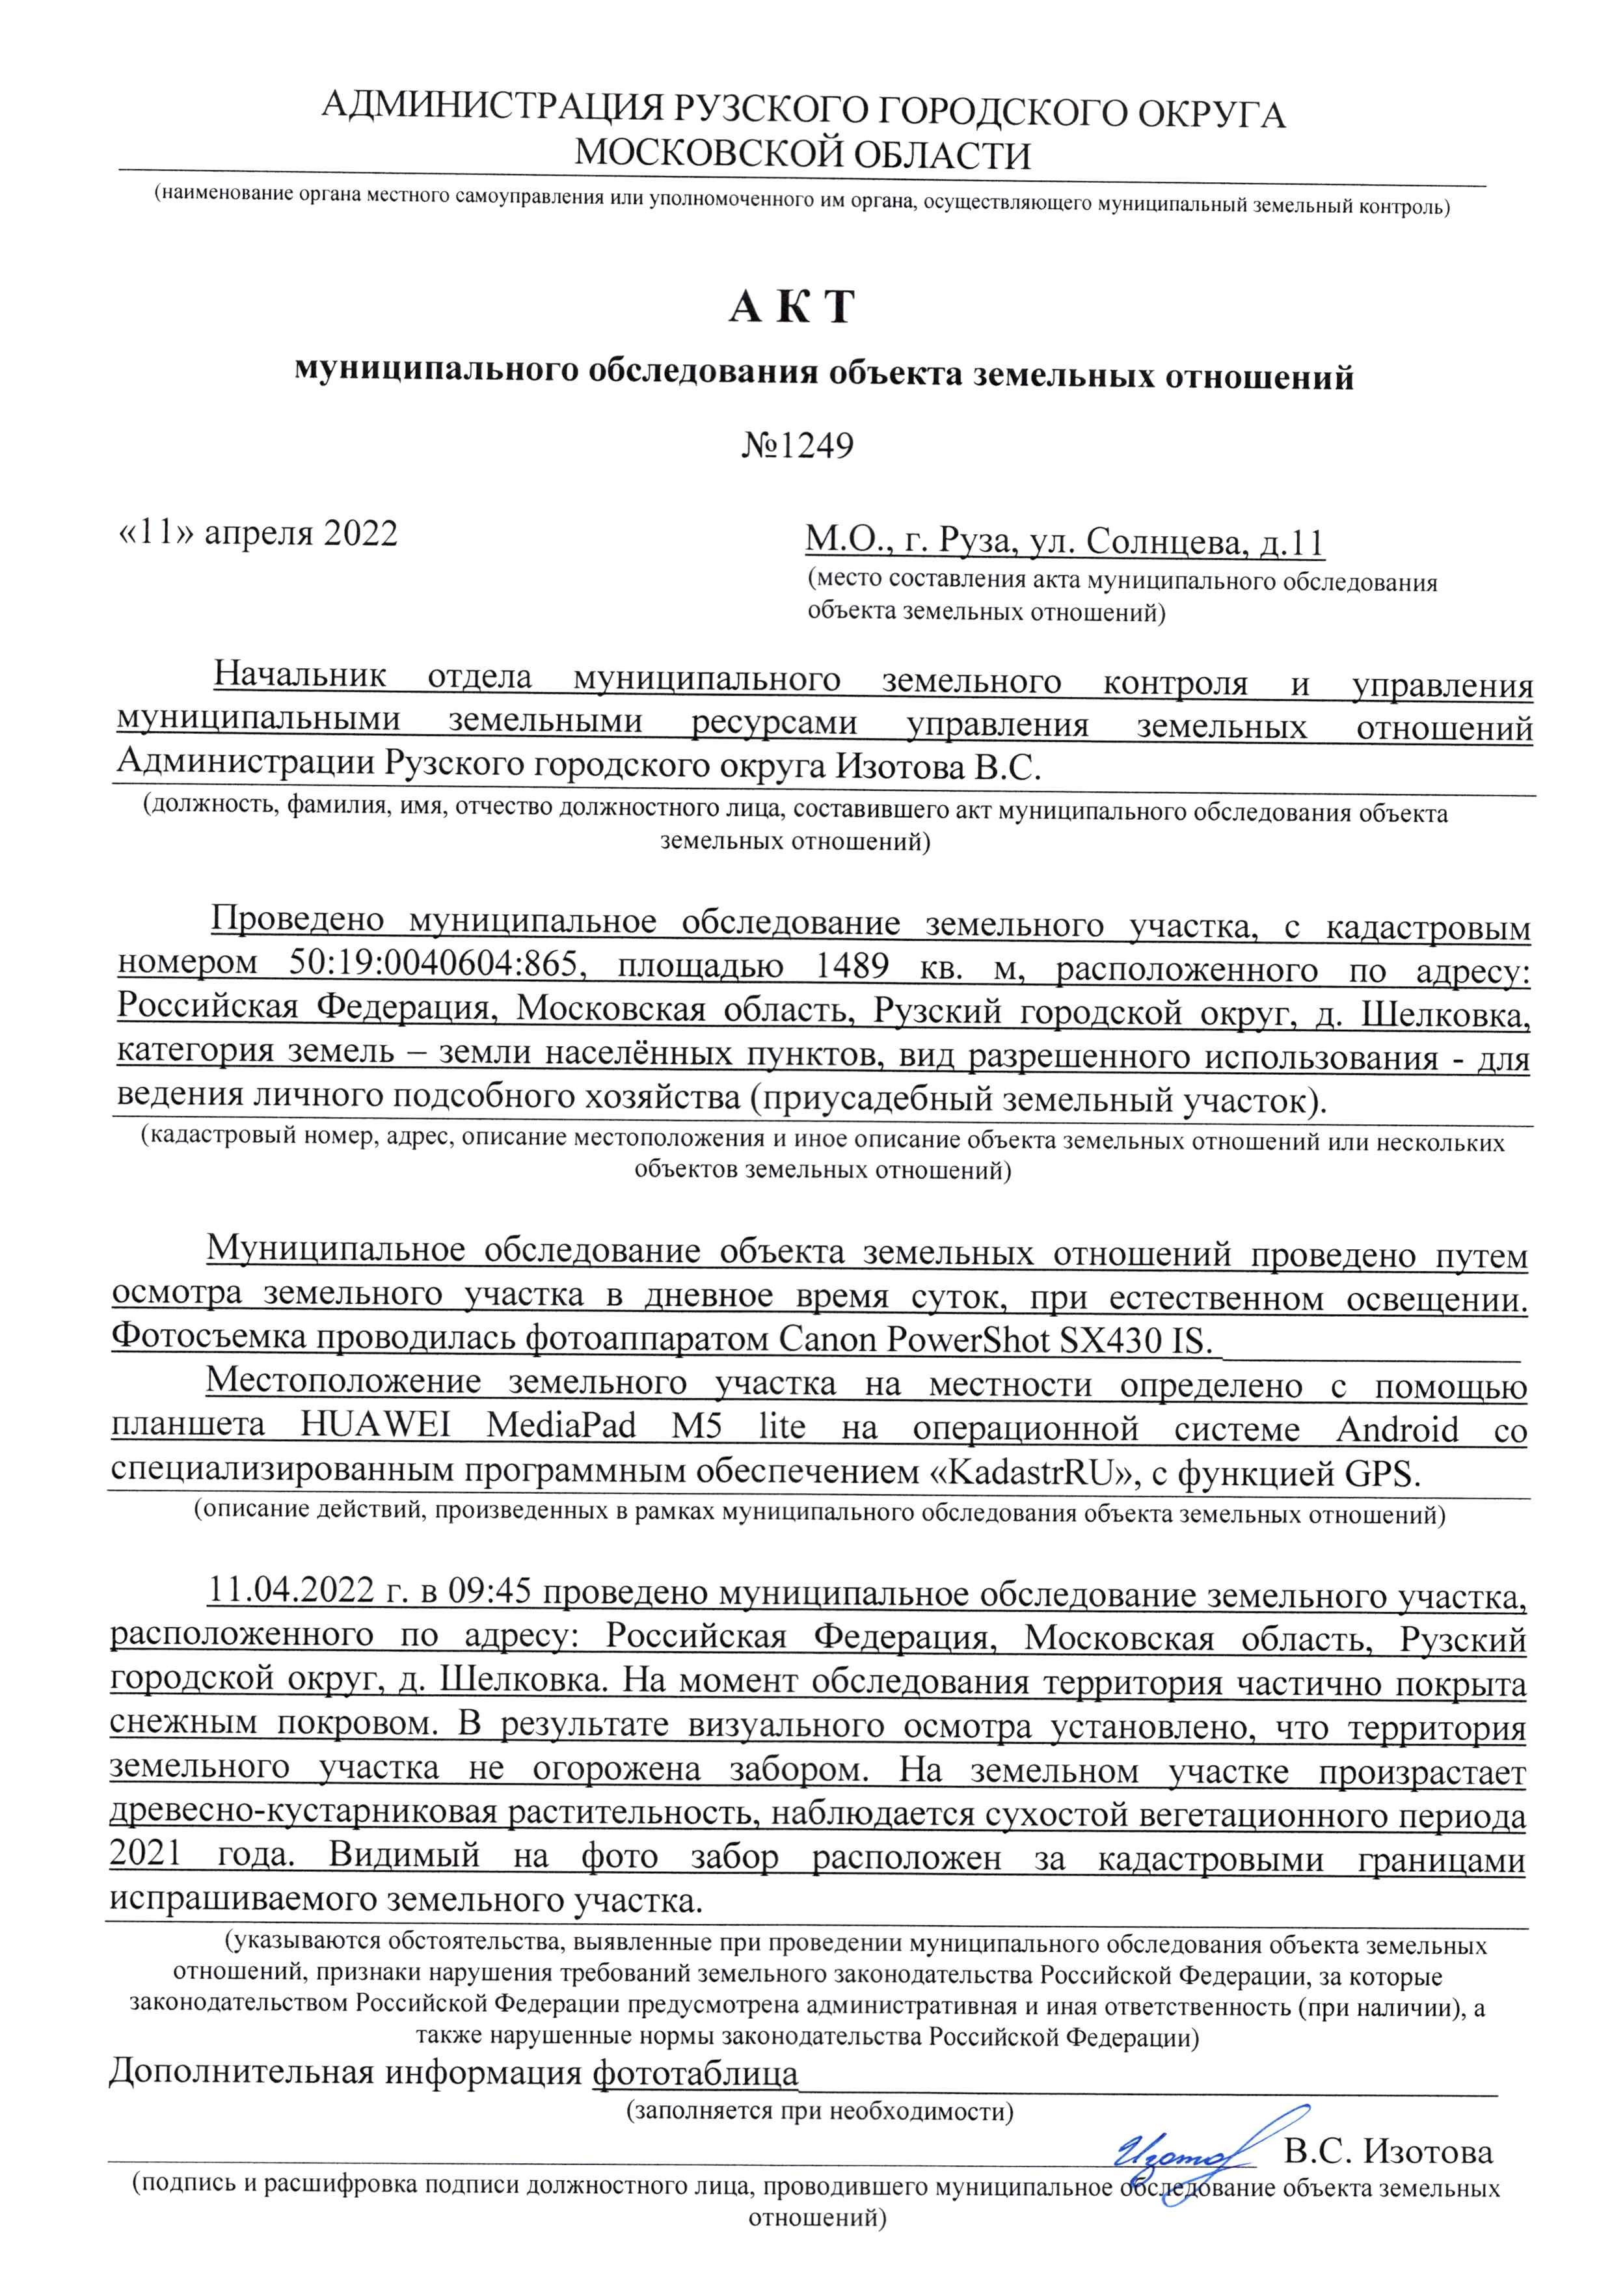 АДМИНИСТРАЦИЯ РУЗСКОГО ГОРОДСКОГО ОКРУГА
МОСКОВСКОЙ ОБЛАСТИ
(наименование органа местного самоуправления или уполномоченного им органа, осуществляющего муниципальный земельный контроль)
А К Т
муниципального обследования объекта земельных отношений
№1249
«11» апреля 2022
М.О., г. Руза, ул. Солнцева, д.11
(место составления акта муниципального обследования
объекта земельных отношений)
Начальник отдела муниципального земельного контроля и управления
муниципальными земельными ресурсами управления земельных отношений
Администрации Рузского городского округа Изотова В.С.
(должность, фамилия, имя, отчество должностного лица, составившего акт муниципального обследования объекта
земельных отношений)
Проведено муниципальное обследование земельного участка, с кадастровым
номером 50:19:0040604:865, площадью 1489 кв. м, расположенного по адресу:
Российская Федерация, Московская область, Рузский городской округ, д. Шелковка,
категория земель – земли населённых пунктов, вид разрешенного использования - для
ведения личного подсобного хозяйства (приусадебный земельный участок).
(кадастровый номер, адрес, описание местоположения и иное описание объекта земельных отношений или нескольких
объектов земельных отношений)
Муниципальное обследование объекта земельных отношений проведено путем
осмотра земельного участка в дневное время суток, при естественном освещении.
Фотосъемка проводилась фотоаппаратом Canon PowerShot SX430 IS.
Местоположение земельного участка на местности определено с помощью
планшета HUAWEI MediaPad M5 lite на операционной системе Android со
специализированным программным обеспечением «KadastrRU», с функцией GPS.
(описание действий, произведенных в рамках муниципального обследования объекта земельных отношений)
11.04.2022 г. в 09:45 проведено муниципальное обследование земельного участка,
расположенного по адресу: Российская Федерация, Московская область, Рузский
городской округ, д. Шелковка. На момент обследования территория частично покрыта
снежным покровом. В результате визуального осмотра установлено, что территория
земельного участка не огорожена забором. На земельном участке произрастает
древесно-кустарниковая растительность, наблюдается сухостой вегетационного периода
2021 года. Видимый на фото забор расположен за кадастровыми границами
испрашиваемого земельного участка.
(указываются обстоятельства, выявленные при проведении муниципального обследования объекта земельных
отношений, признаки нарушения требований земельного законодательства Российской Федерации, за которые
законодательством Российской Федерации предусмотрена административная и иная ответственность (при наличии), а
также нарушенные нормы законодательства Российской Федерации)
Дополнительная информация фототаблица
(заполняется при необходимости)
Изотова В.С. Изотова
(подпись и расшифровка подписи должностного лица, проводившего муниципальное обследование объекта земельных
отношений)